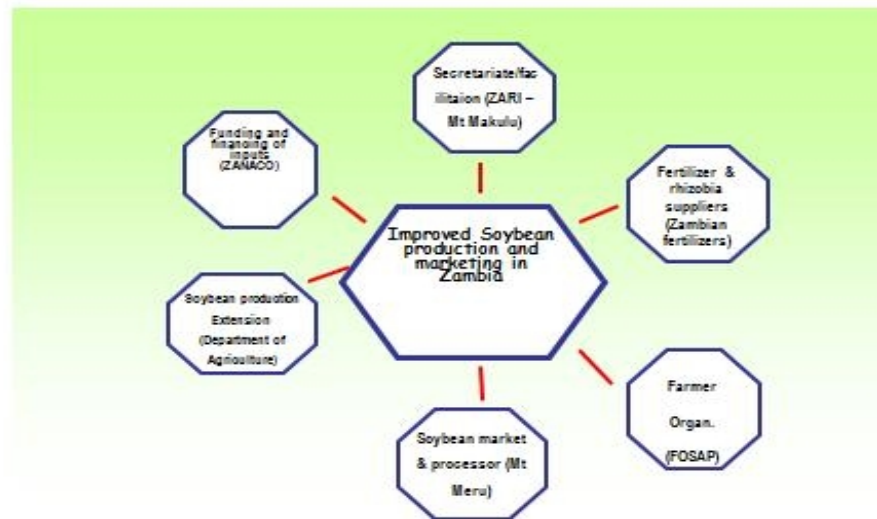 Secretariate/fac
ilitaion (ZARI –
Mt Makulu)
Funding and
financing of
inputs
(ZANACO)
Fertilizer &
rhizobia
suppliers
(Zambian
fertilizers)
Improved Soybean
production and
marketing in
Zambia
Soybean production
Extension
(Department of
Agriculture)
Farmer
Organ.
(FOSAP)
Soybean market
& processor (Mt
Meru)